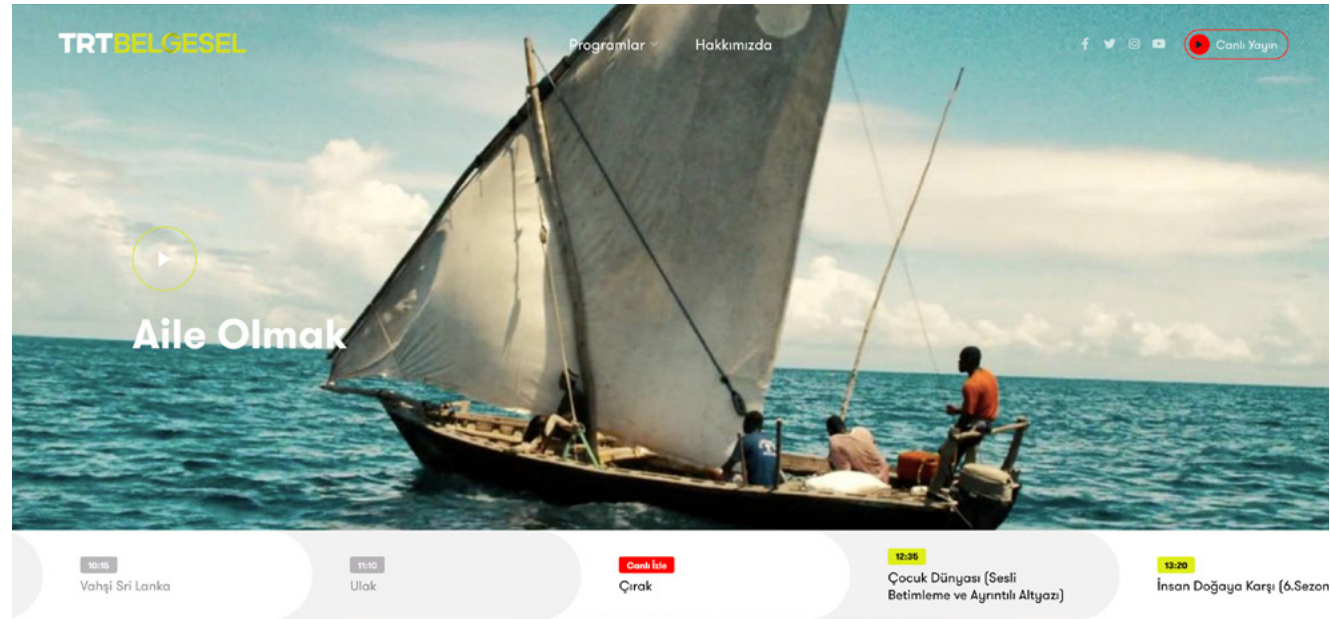 TRTBELGESEL
Programlar
Hakkımızda
Canlı Yayın
Aile Olmak
10:15
Vahşi Sri Lanka
11:10
Ulak
Canlı İzle
Çırak
12:35
Çocuk Dünyası (Sesli
Betimleme ve Ayrıntılı Altyazı)
13:20
İnsan Doğaya Karşı (6.Sezon